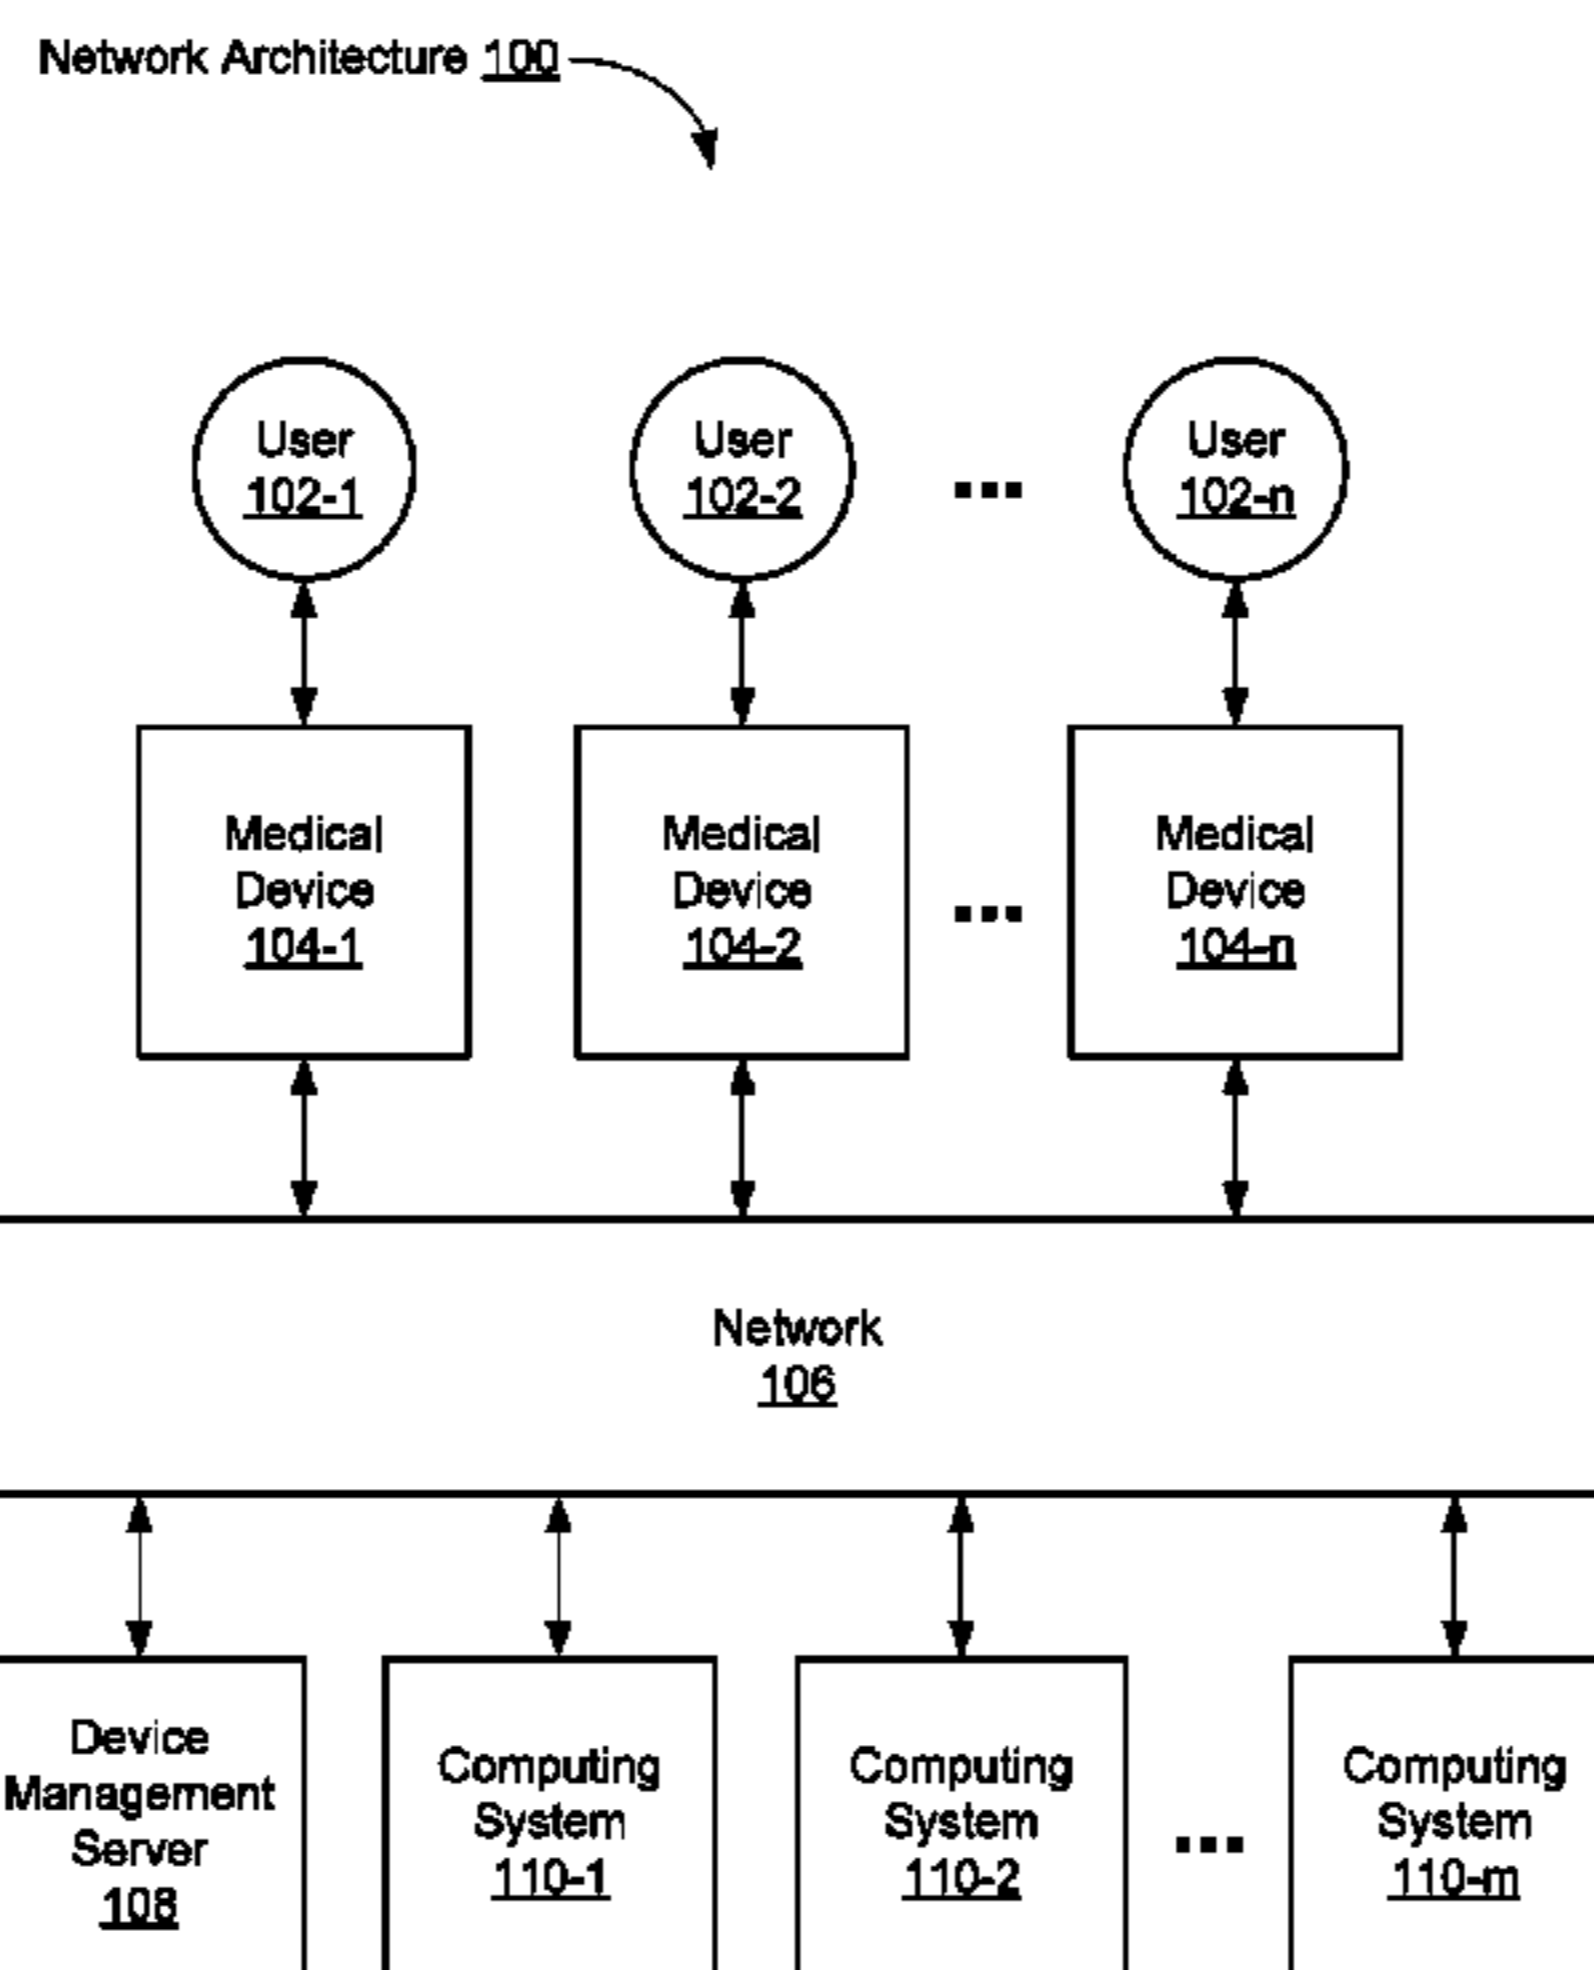 Network Architecture 100
User
102-1
User
102-2
...
User
102-n
Medical
Device
104-1
Medical
Device
104-2
...
Medical
Device
104-n
Network
106
Device
Management
Server
108
Computing
System
110-1
Computing
System
110-2
...
Computing
System
110-m